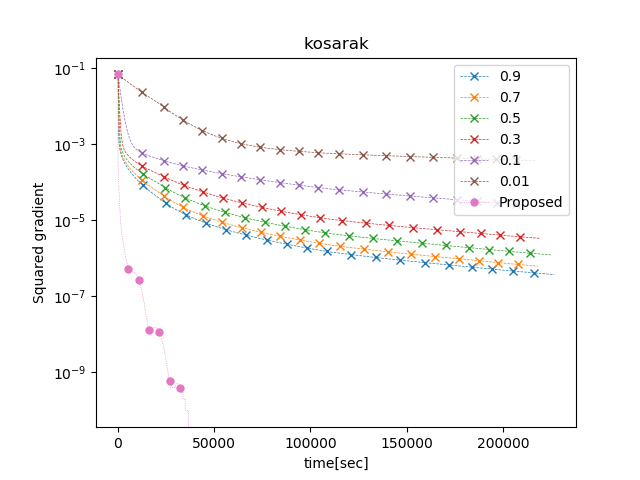 kosarak
10⁻¹
10⁻³
10⁻⁵
10⁻⁷
10⁻⁹
Squared gradient
0.9
0.7
0.5
0.3
0.1
0.01
Proposed
0 50000 100000 150000 200000
time[sec]